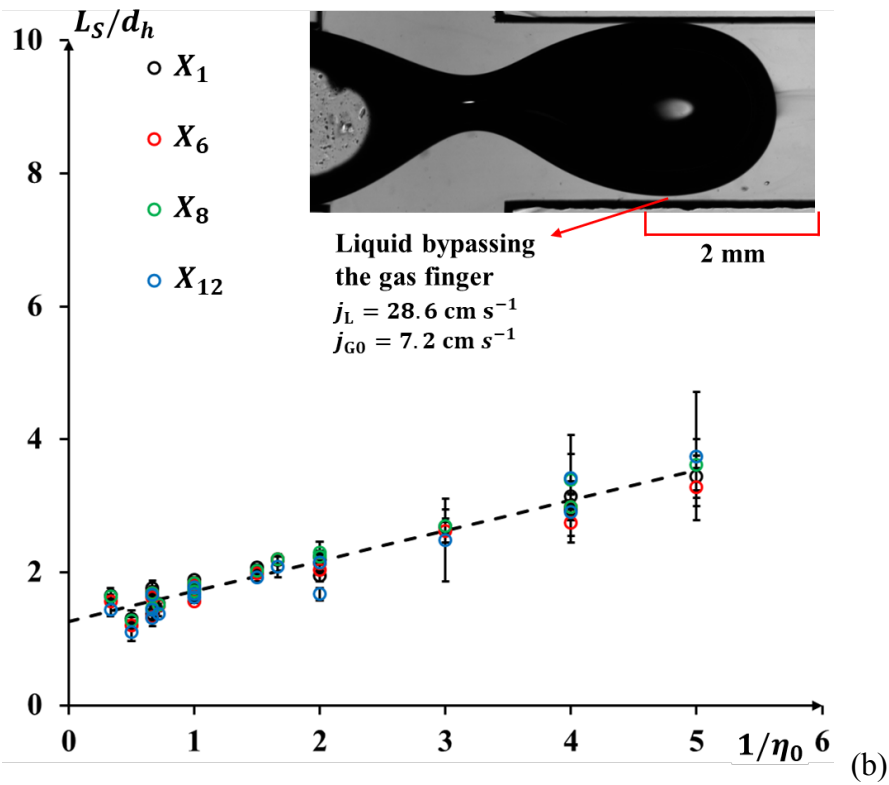 L_S/d_h
10
8
6
4
2
0
X_1
X_6
X_8
X_12
Liquid bypassing
the gas finger
j_L = 28.6 cm s⁻¹
j_G0 = 7.2 cm s⁻¹
2 mm
0 1 2 3 4 5 6
1/η_0
(b)